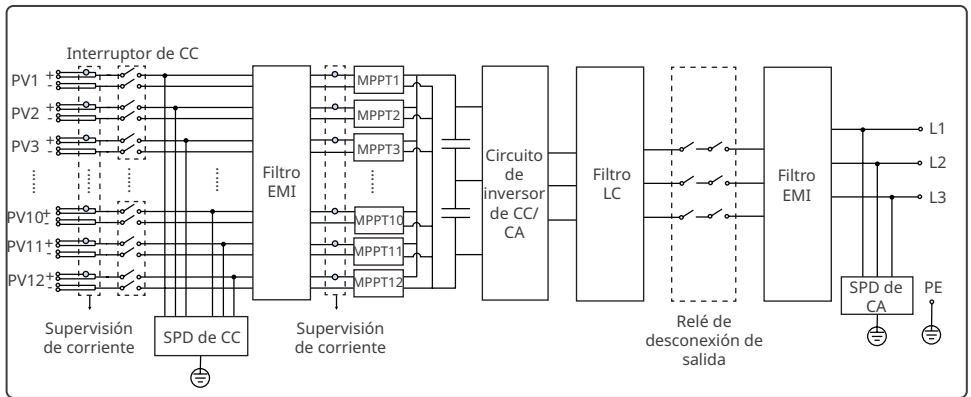 Interruptor de CC
PV1 + -
PV2 + -
PV3 + -
PV10 + -
PV11 + -
PV12 + -
Supervisión
de corriente
SPD de CC
Filtro
EMI
Supervisión
de corriente
MPPT1
MPPT2
MPPT3
MPPT10
MPPT11
MPPT12
Circuito
de
inversor
de CC/
CA
Filtro
LC
Relé de
desconexión de
salida
Filtro
EMI
L1
L2
L3
SPD de
CA
PE